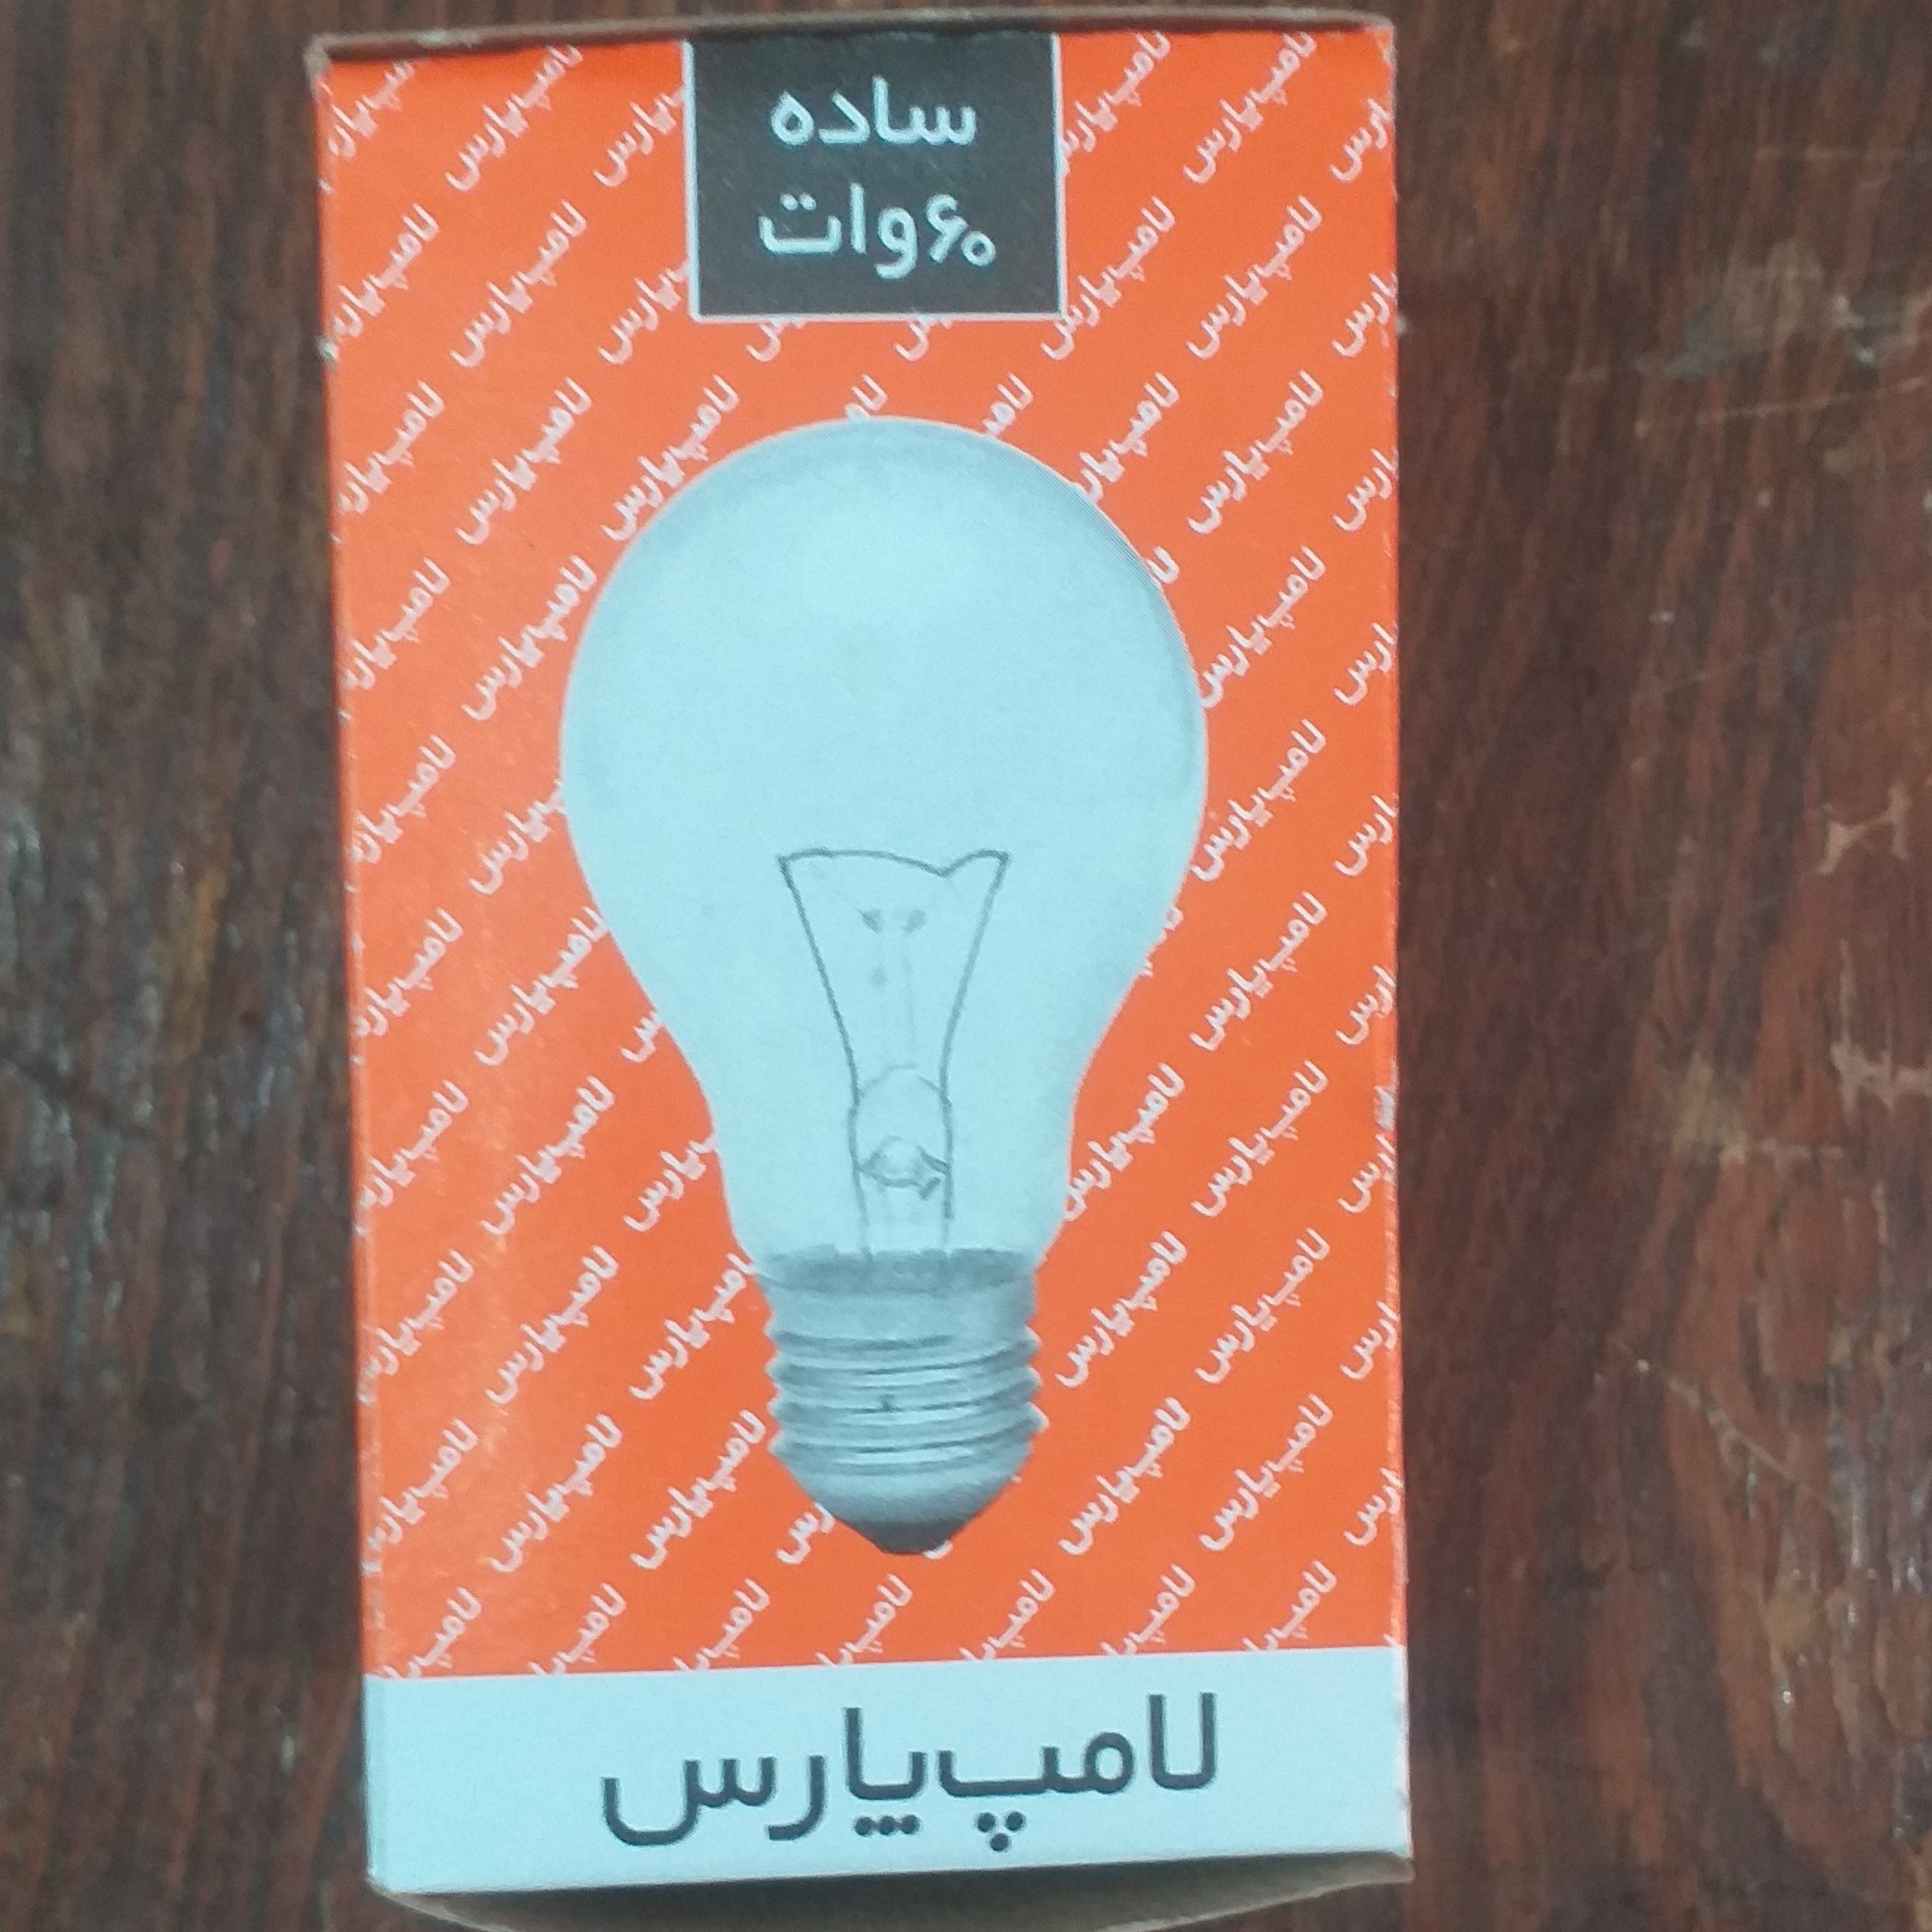 ساده
۶۰وات
لامپ پارس